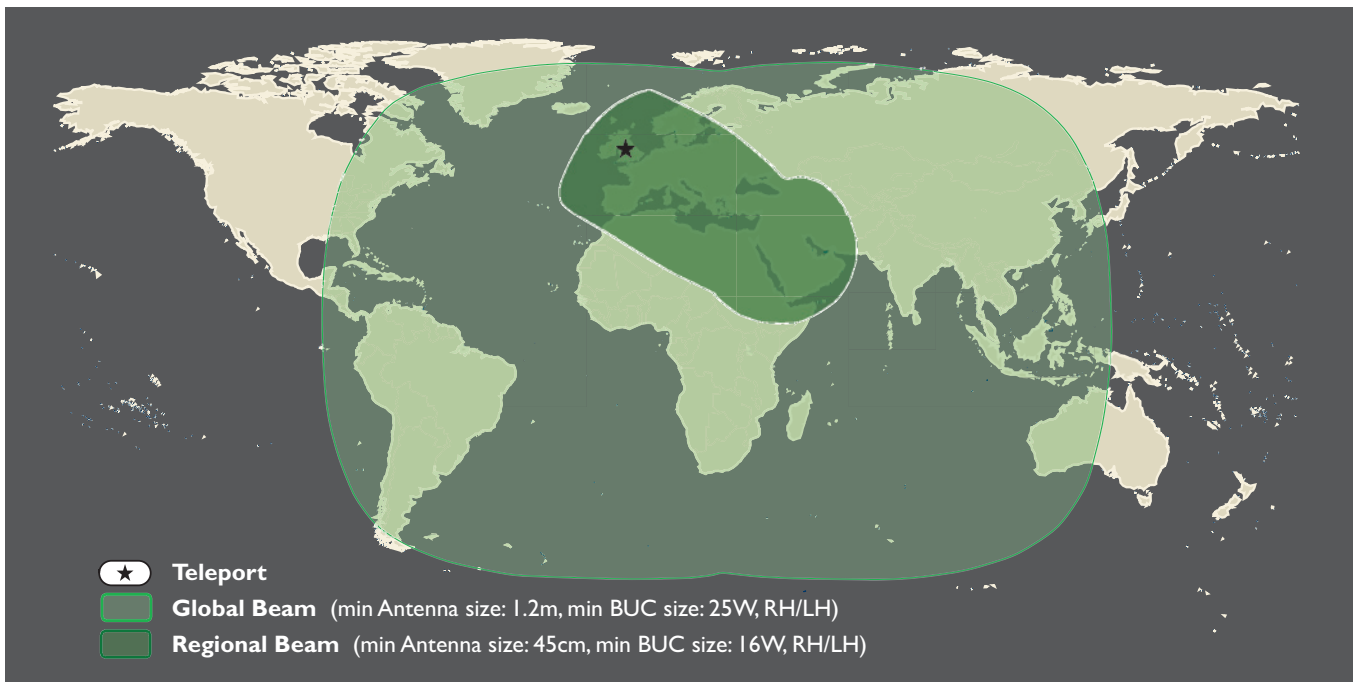 Teleport
Global Beam (min Antenna size: 1.2m, min BUC size: 25W, RH/LH)
Regional Beam (min Antenna size: 45cm, min BUC size: 16W, RH/LH)